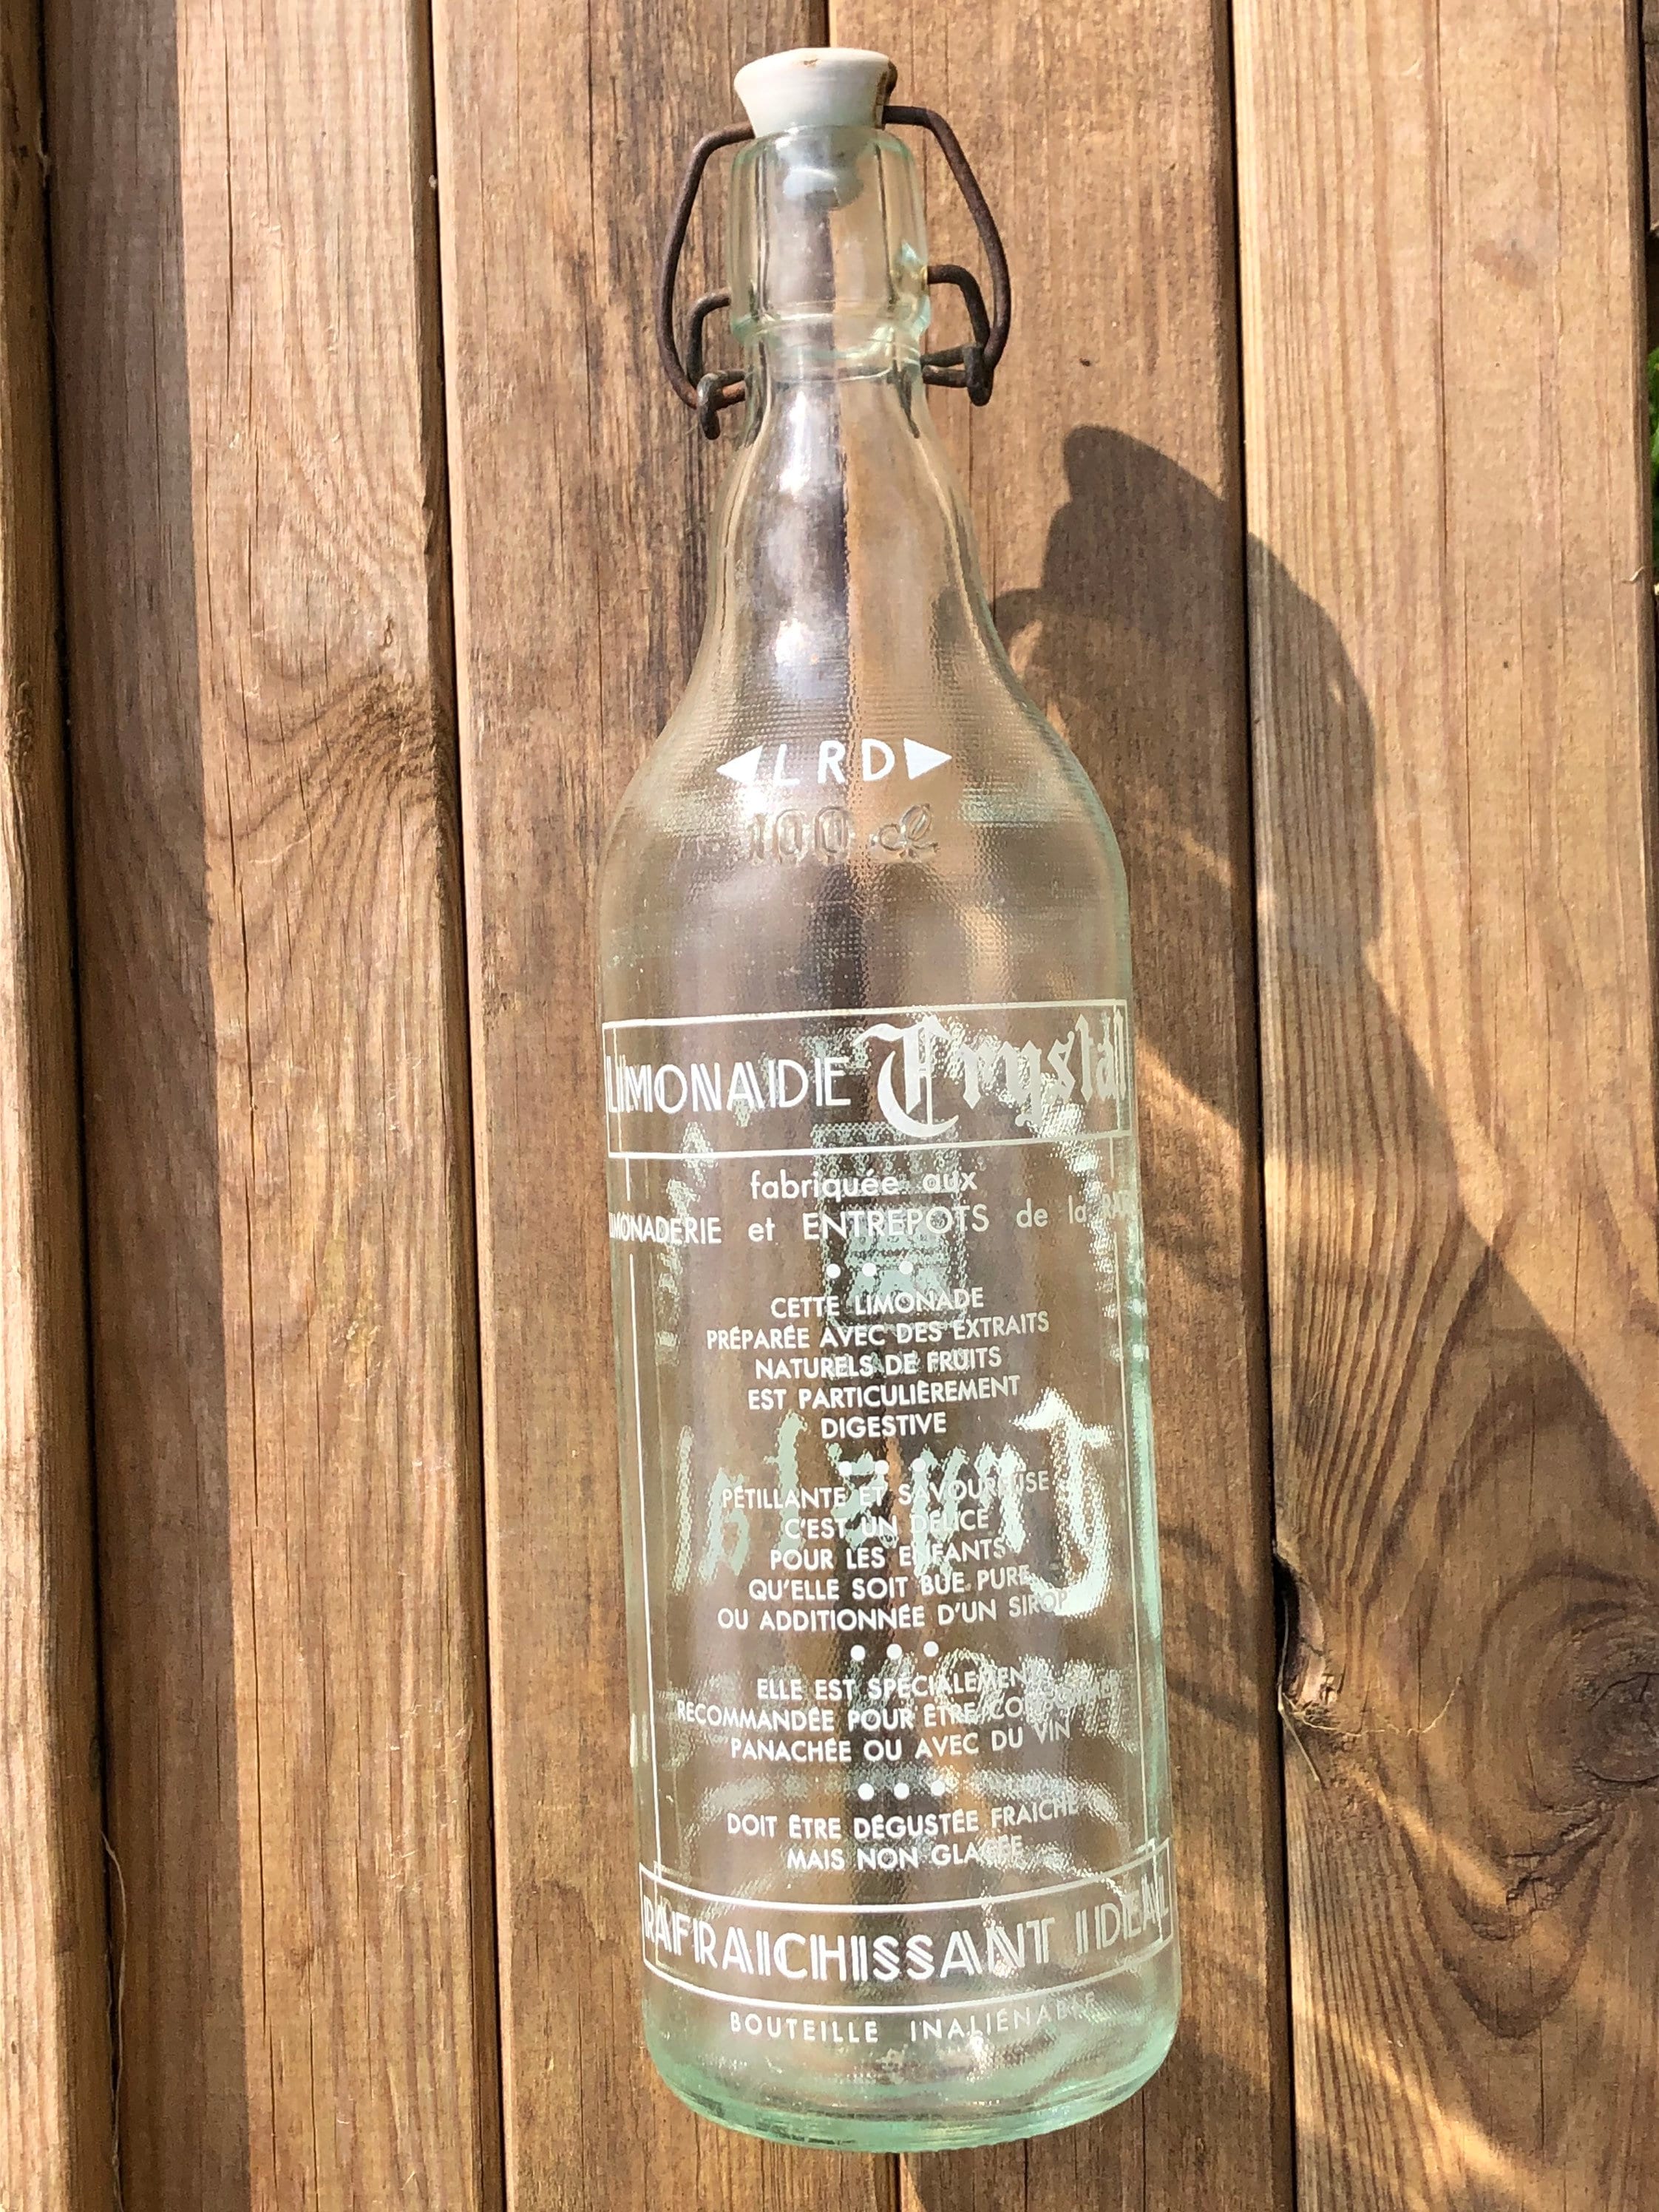 LRD
100 cl
LIMONADE Crystal
fabriquée aux
LIMONADERIE et ENTREPOTS de la
CETTE LIMONADE
PRÉPARÉE AVEC DES EXTRAITS
NATURELS DE FRUITS
EST PARTICULIÈREMENT
DIGESTIVE
PÉTILLANTE ET SAVOUREUSE
C'EST UN DÉLICE
POUR LES ENFANTS
QU'ELLE SOIT BUE PURE
OU ADDITIONNÉE D'UN SIROP
ELLE EST SPÉCIALEMENT
RECOMMANDÉE POUR ÊTRE
PANACHÉE OU AVEC DU VIN
DOIT ÊTRE DÉGUSTÉE FRAICHE
MAIS NON GLACÉE
RAFRAICHISSANT IDEAL
BOUTEILLE INALIÉNABLE